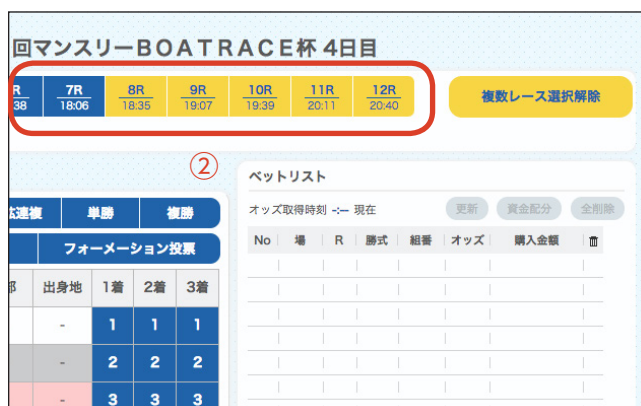 回マンスリーBOATRACE杯 4日目
R 7R 8R 9R 10R 11R 12R
38 18:06 18:35 19:07 19:39 20:11 20:40
複数レース選択解除
②
ベットリスト
拡連複 単勝 複勝
オッズ取得時刻 -:-- 現在 更新 資金配分 全削除
フォーメーション投票
No 場 R 勝式 組番 オッズ 購入金額
出身地 1着 2着 3着
- 1 1 1
- 2 2 2
- 3 3 3